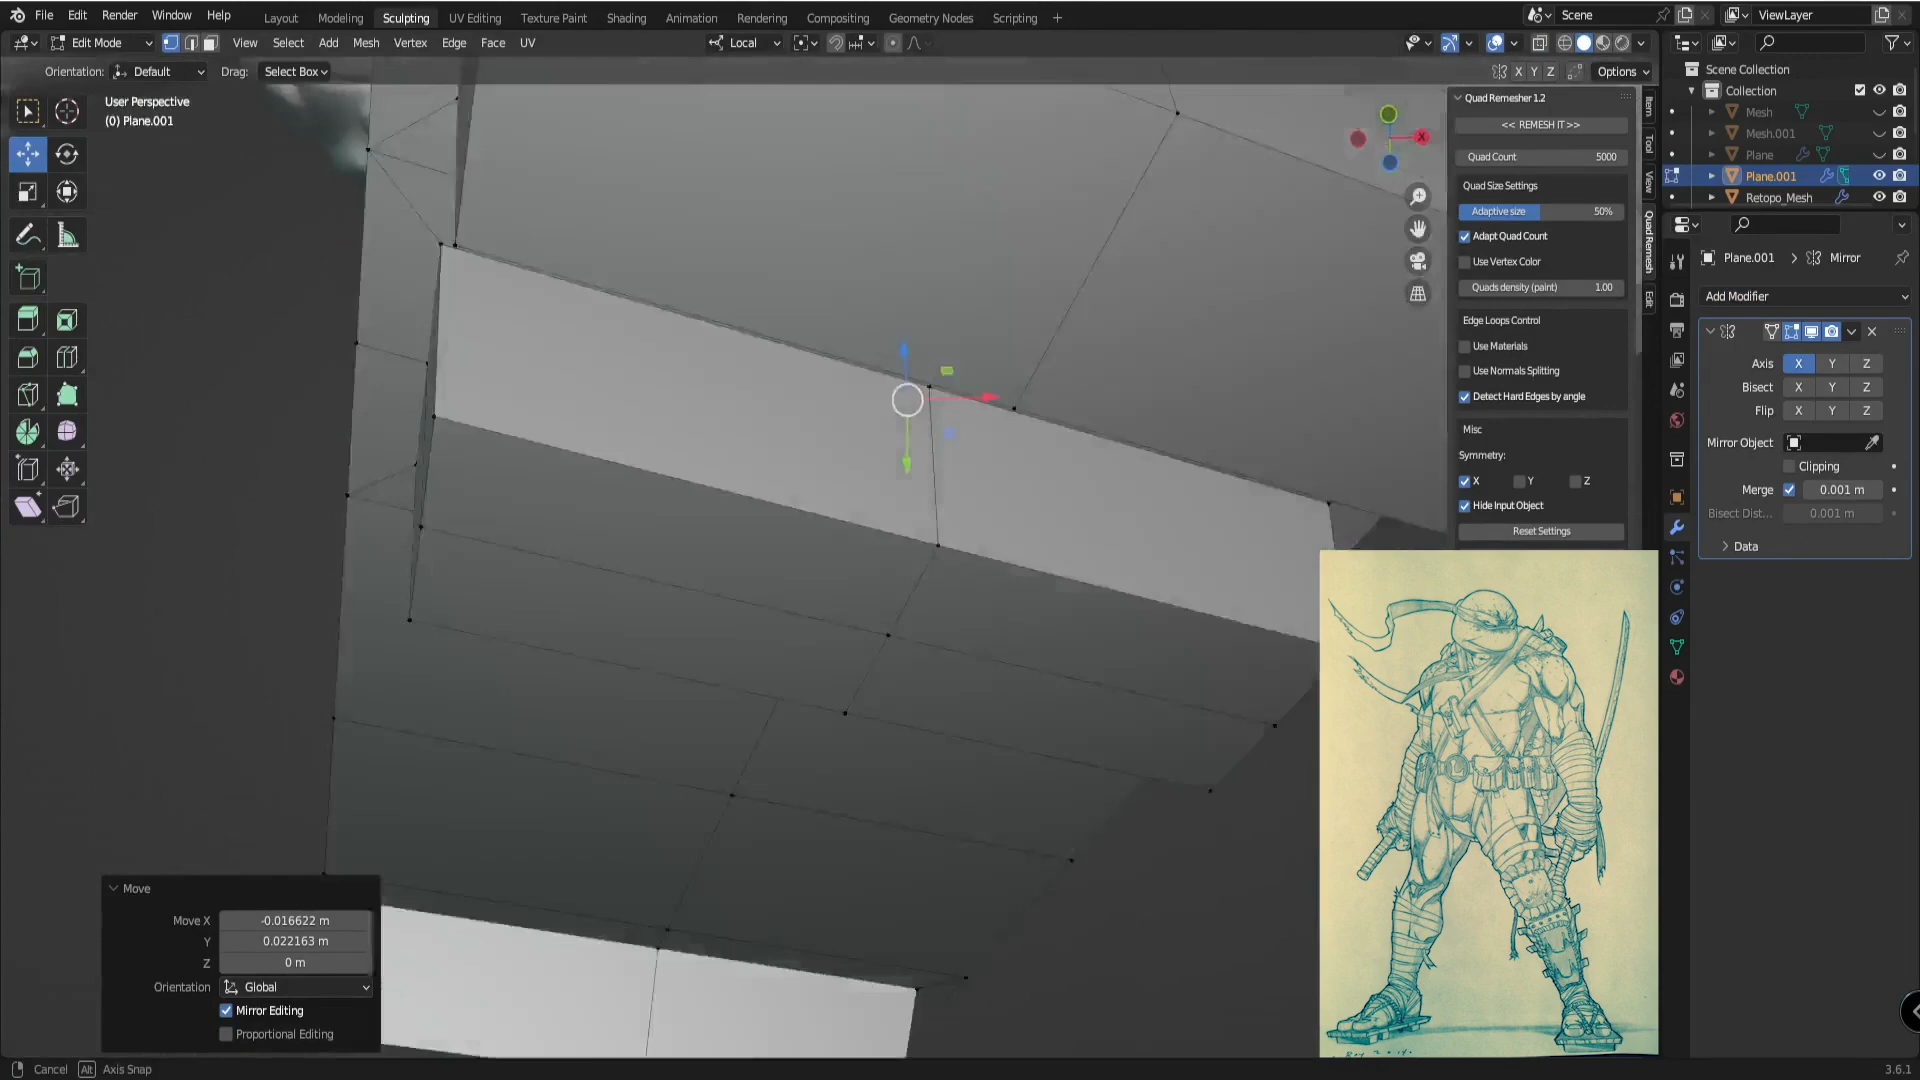 File Edit Render Window Help Layout Modeling Sculpting UV Editing Texture Paint Shading Animation Rendering Compositing Geometry Nodes Scripting + Scene ViewLayer
Edit Mode View Select Add Mesh Vertex Edge Face UV Local
Orientation: Default Drag: Select Box X Y Z Options
User Perspective
(0) Plane.001
Move
Move X -0.016622 m
Y 0.022163 m
Z 0 m
Orientation Global
Mirror Editing
Proportional Editing
X
Quad Remesher 1.2
<< REMESH IT >>
Quad Count 5000
Quad Size Settings
Adaptive size 50%
Adapt Quad Count
Use Vertex Color
Quads density (paint) 1.00
Edge Loops Control
Use Materials
Use Normals Splitting
Detect Hard Edges by angle
Misc
Symmetry:
X Y Z
Hide Input Object
Reset Settings
Item
Tool
View
Quad Remesh
Edit
Scene Collection
Collection
Mesh
Mesh.001
Plane
Plane.001
Retopo_Mesh
Plane.001 > Mirror
Add Modifier
Axis X Y Z
Bisect X Y Z
Flip X Y Z
Mirror Object
Clipping
Merge 0.001 m
Bisect Dist... 0.001 m
Data
Cancel Alt Axis Snap 3.6.1